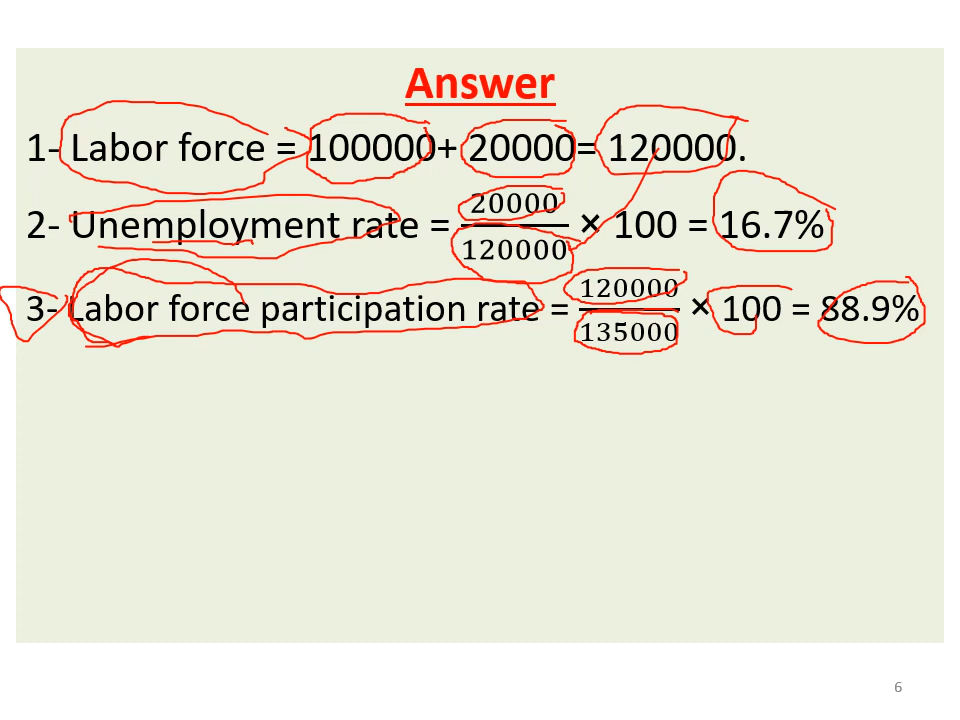 Answer
1- Labor force = 100000+ 20000= 120000.
2- Unemployment rate = 20000/120000 × 100 = 16.7%
3- Labor force participation rate = 120000/135000 × 100 = 88.9%
6